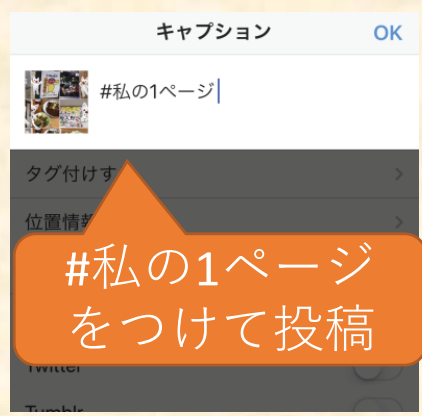 キャプション OK
#私の1ページ
タグ付けす
位置情報
#私の1ページ
をつけて投稿
Twitter
Tumblr